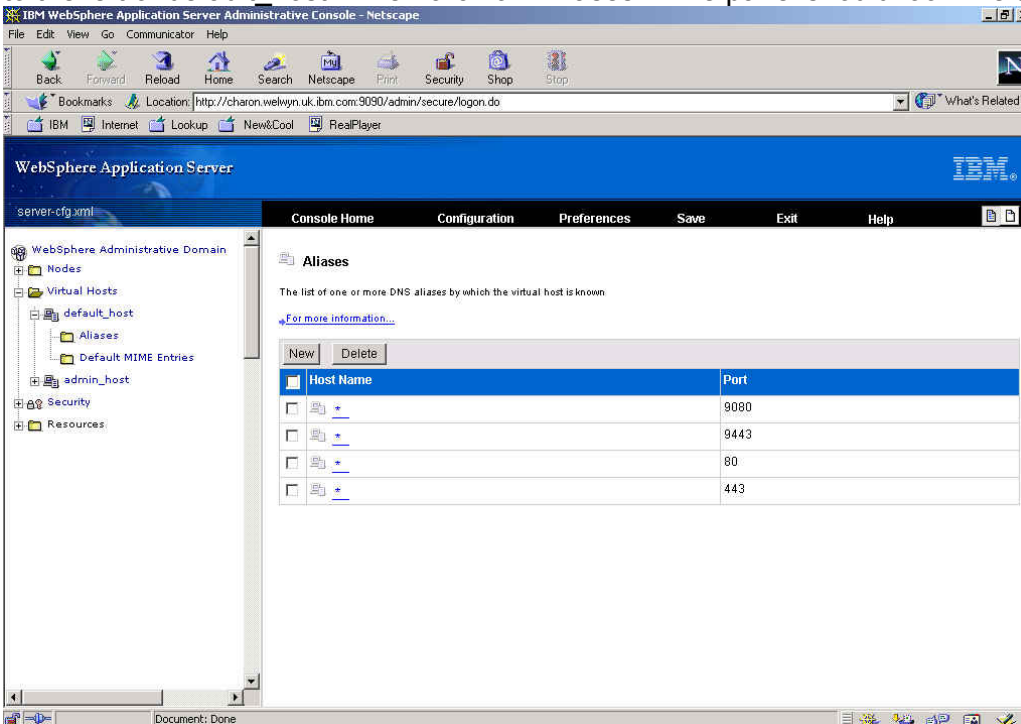 IBM WebSphere Application Server Administrative Console - Netscape
File Edit View Go Communicator Help
Back Forward Reload Home Search Netscape Print Security Shop Stop
Bookmarks Location: http://charon.welwyn.uk.ibm.com:9090/admin/secure/logon.do What's Related
IBM Internet Lookup New&Cool RealPlayer
WebSphere Application Server
IBM
server-cfg.xml
Console Home Configuration Preferences Save Exit Help
WebSphere Administrative Domain
Nodes
Virtual Hosts
default_host
Aliases
Default MIME Entries
admin_host
Security
Resources
Aliases
The list of one or more DNS aliases by which the virtual host is known
For more information...
New Delete
Host Name Port
* 9080
* 9443
* 80
* 443
Document: Done